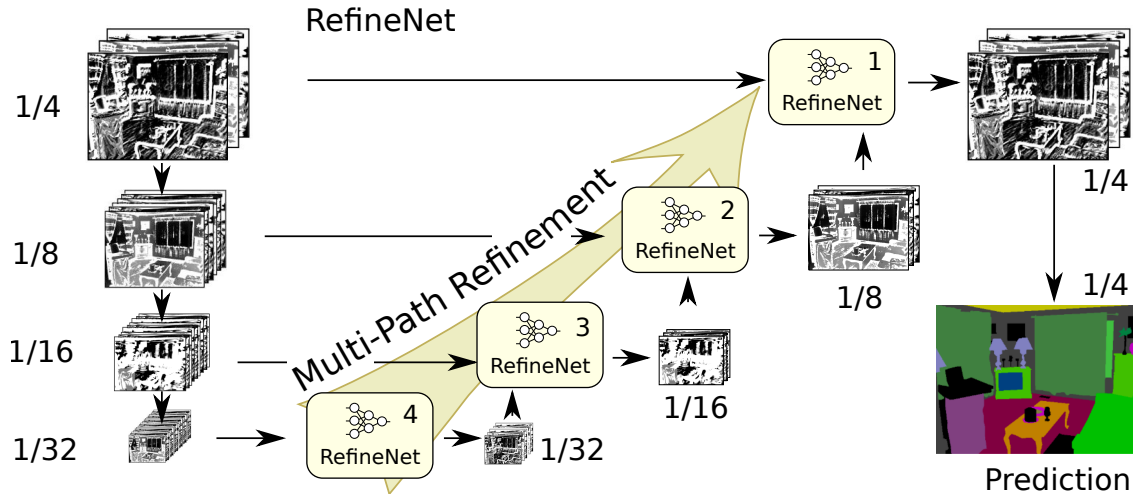 RefineNet
1/4
1
RefineNet
1/4
1/8
Multi-Path Refinement
2
RefineNet
1/8
1/4
1/16
3
RefineNet
1/16
1/32
4
RefineNet
1/32
Prediction